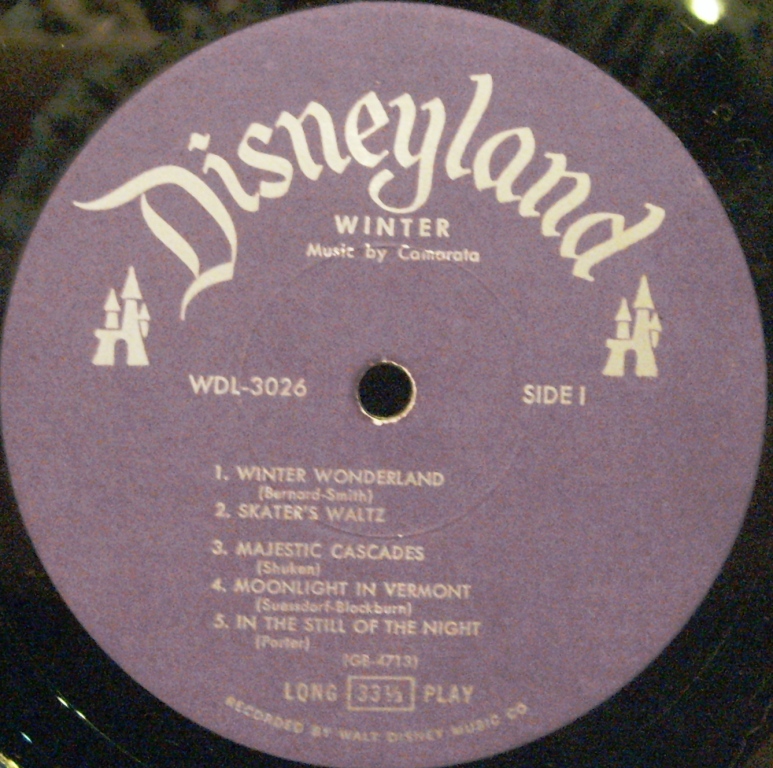 Disneyland
WINTER
Music by Camarata
WDL-3026
SIDE I
1. WINTER WONDERLAND
(Bernard-Smith)
2. SKATER'S WALTZ
3. MAJESTIC CASCADES
(Shuken)
4. MOONLIGHT IN VERMONT
(Suessdorf-Blackburn)
5. IN THE STILL OF THE NIGHT
(Porter)
(GB-4713)
LONG 33⅓ PLAY
RECORDED BY WALT DISNEY MUSIC CO